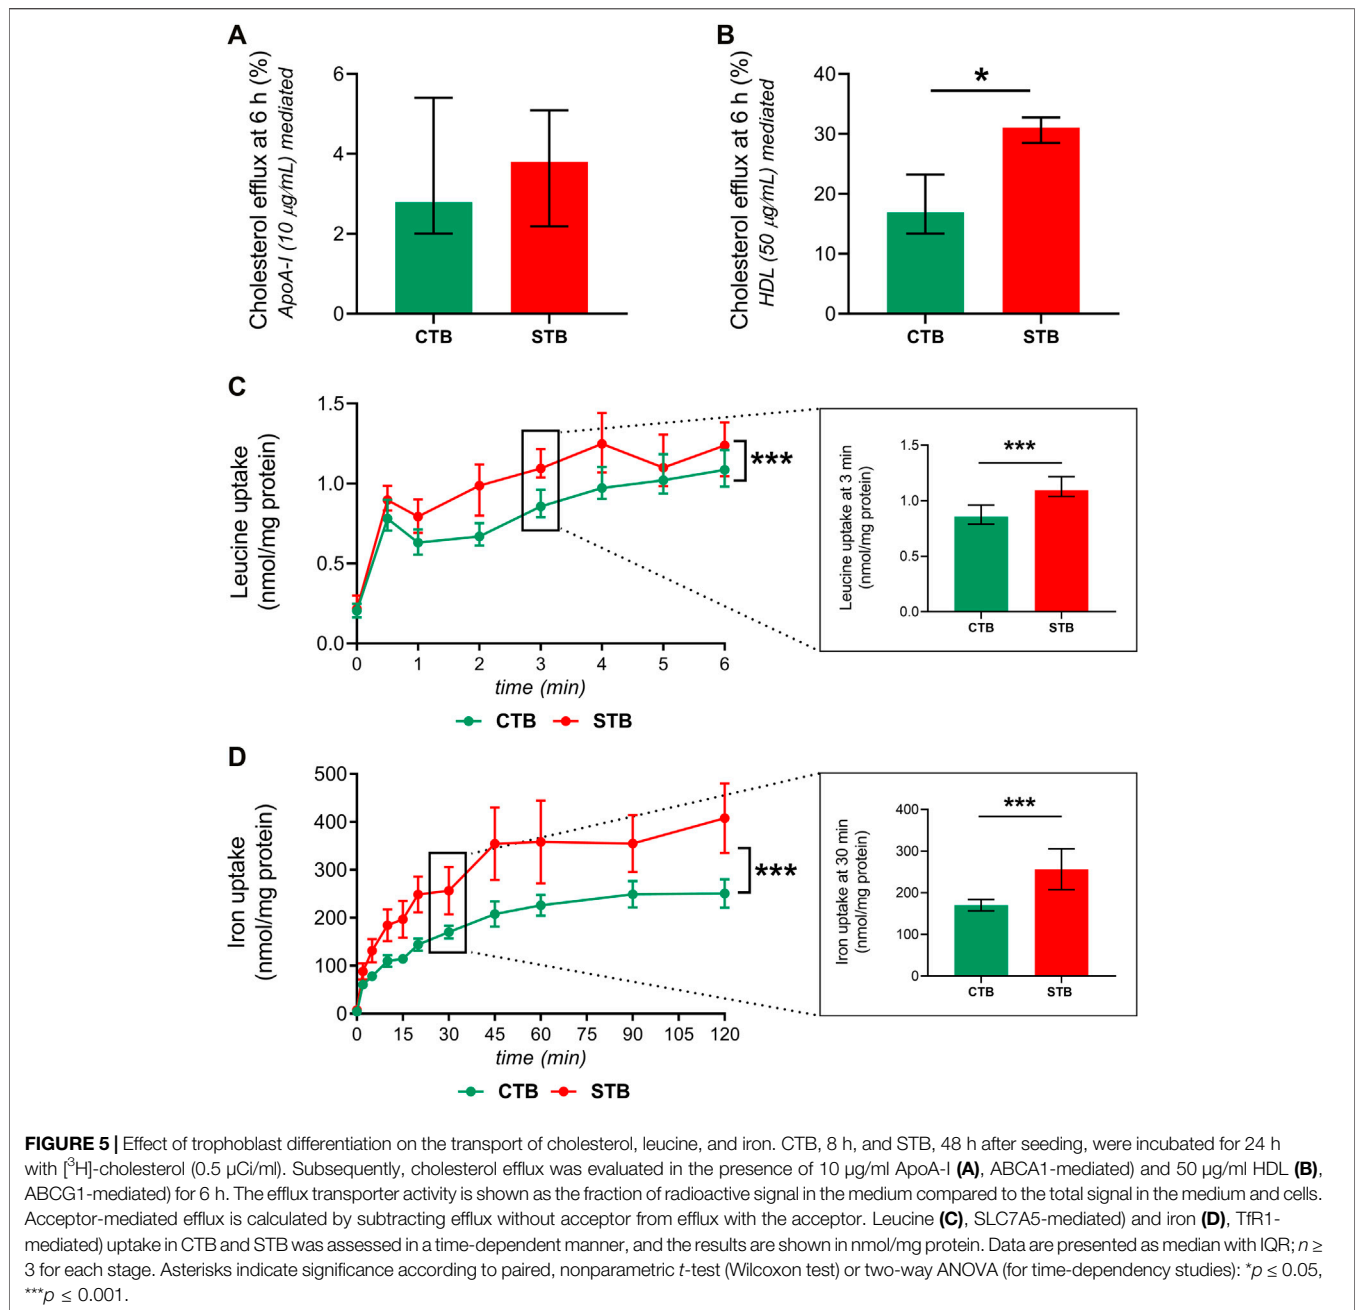 A
Cholesterol efflux at 6 h (%)
ApoA-I (10 µg/mL) mediated
6
4
2
0
CTB
STB
B
Cholesterol efflux at 6 h (%)
HDL (50 µg/mL) mediated
40
30
20
10
0
*
CTB
STB
C
Leucine uptake
(nmol/mg protein)
1.5
1.0
0.5
0.0
0 1 2 3 4 5 6
time (min)
***
CTB STB
Leucine uptake at 3 min
(nmol/mg protein)
1.5
1.0
0.5
0.0
***
CTB
STB
D
Iron uptake
(nmol/mg protein)
500
400
300
200
100
0
0 15 30 45 60 75 90 105 120
time (min)
***
CTB STB
Iron uptake at 30 min
(nmol/mg protein)
400
300
200
100
0
***
CTB
STB
FIGURE 5 | Effect of trophoblast differentiation on the transport of cholesterol, leucine, and iron. CTB, 8 h, and STB, 48 h after seeding, were incubated for 24 h
with [³H]-cholesterol (0.5 µCi/ml). Subsequently, cholesterol efflux was evaluated in the presence of 10 µg/ml ApoA-I (A), ABCA1-mediated) and 50 µg/ml HDL (B),
ABCG1-mediated) for 6 h. The efflux transporter activity is shown as the fraction of radioactive signal in the medium compared to the total signal in the medium and cells.
Acceptor-mediated efflux is calculated by subtracting efflux without acceptor from efflux with the acceptor. Leucine (C), SLC7A5-mediated) and iron (D), TfR1-
mediated) uptake in CTB and STB was assessed in a time-dependent manner, and the results are shown in nmol/mg protein. Data are presented as median with IQR; n ≥
3 for each stage. Asterisks indicate significance according to paired, nonparametric t-test (Wilcoxon test) or two-way ANOVA (for time-dependency studies): *p ≤ 0.05,
***p ≤ 0.001.